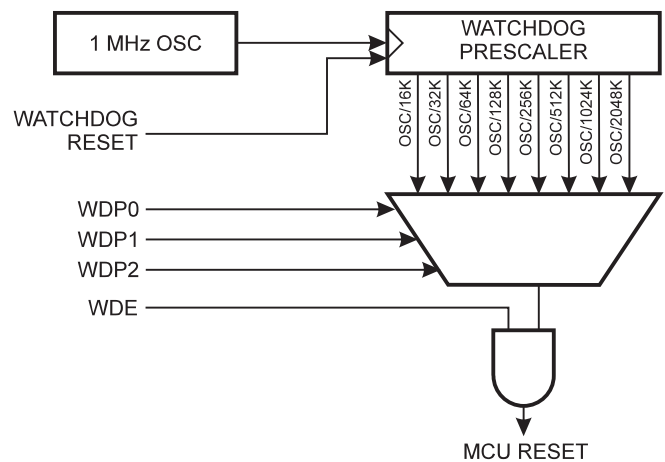 1 MHz OSC
WATCHDOG
PRESCALER
WATCHDOG
RESET
OSC/16K
OSC/32K
OSC/64K
OSC/128K
OSC/256K
OSC/512K
OSC/1024K
OSC/2048K
WDP0
WDP1
WDP2
WDE
MCU RESET